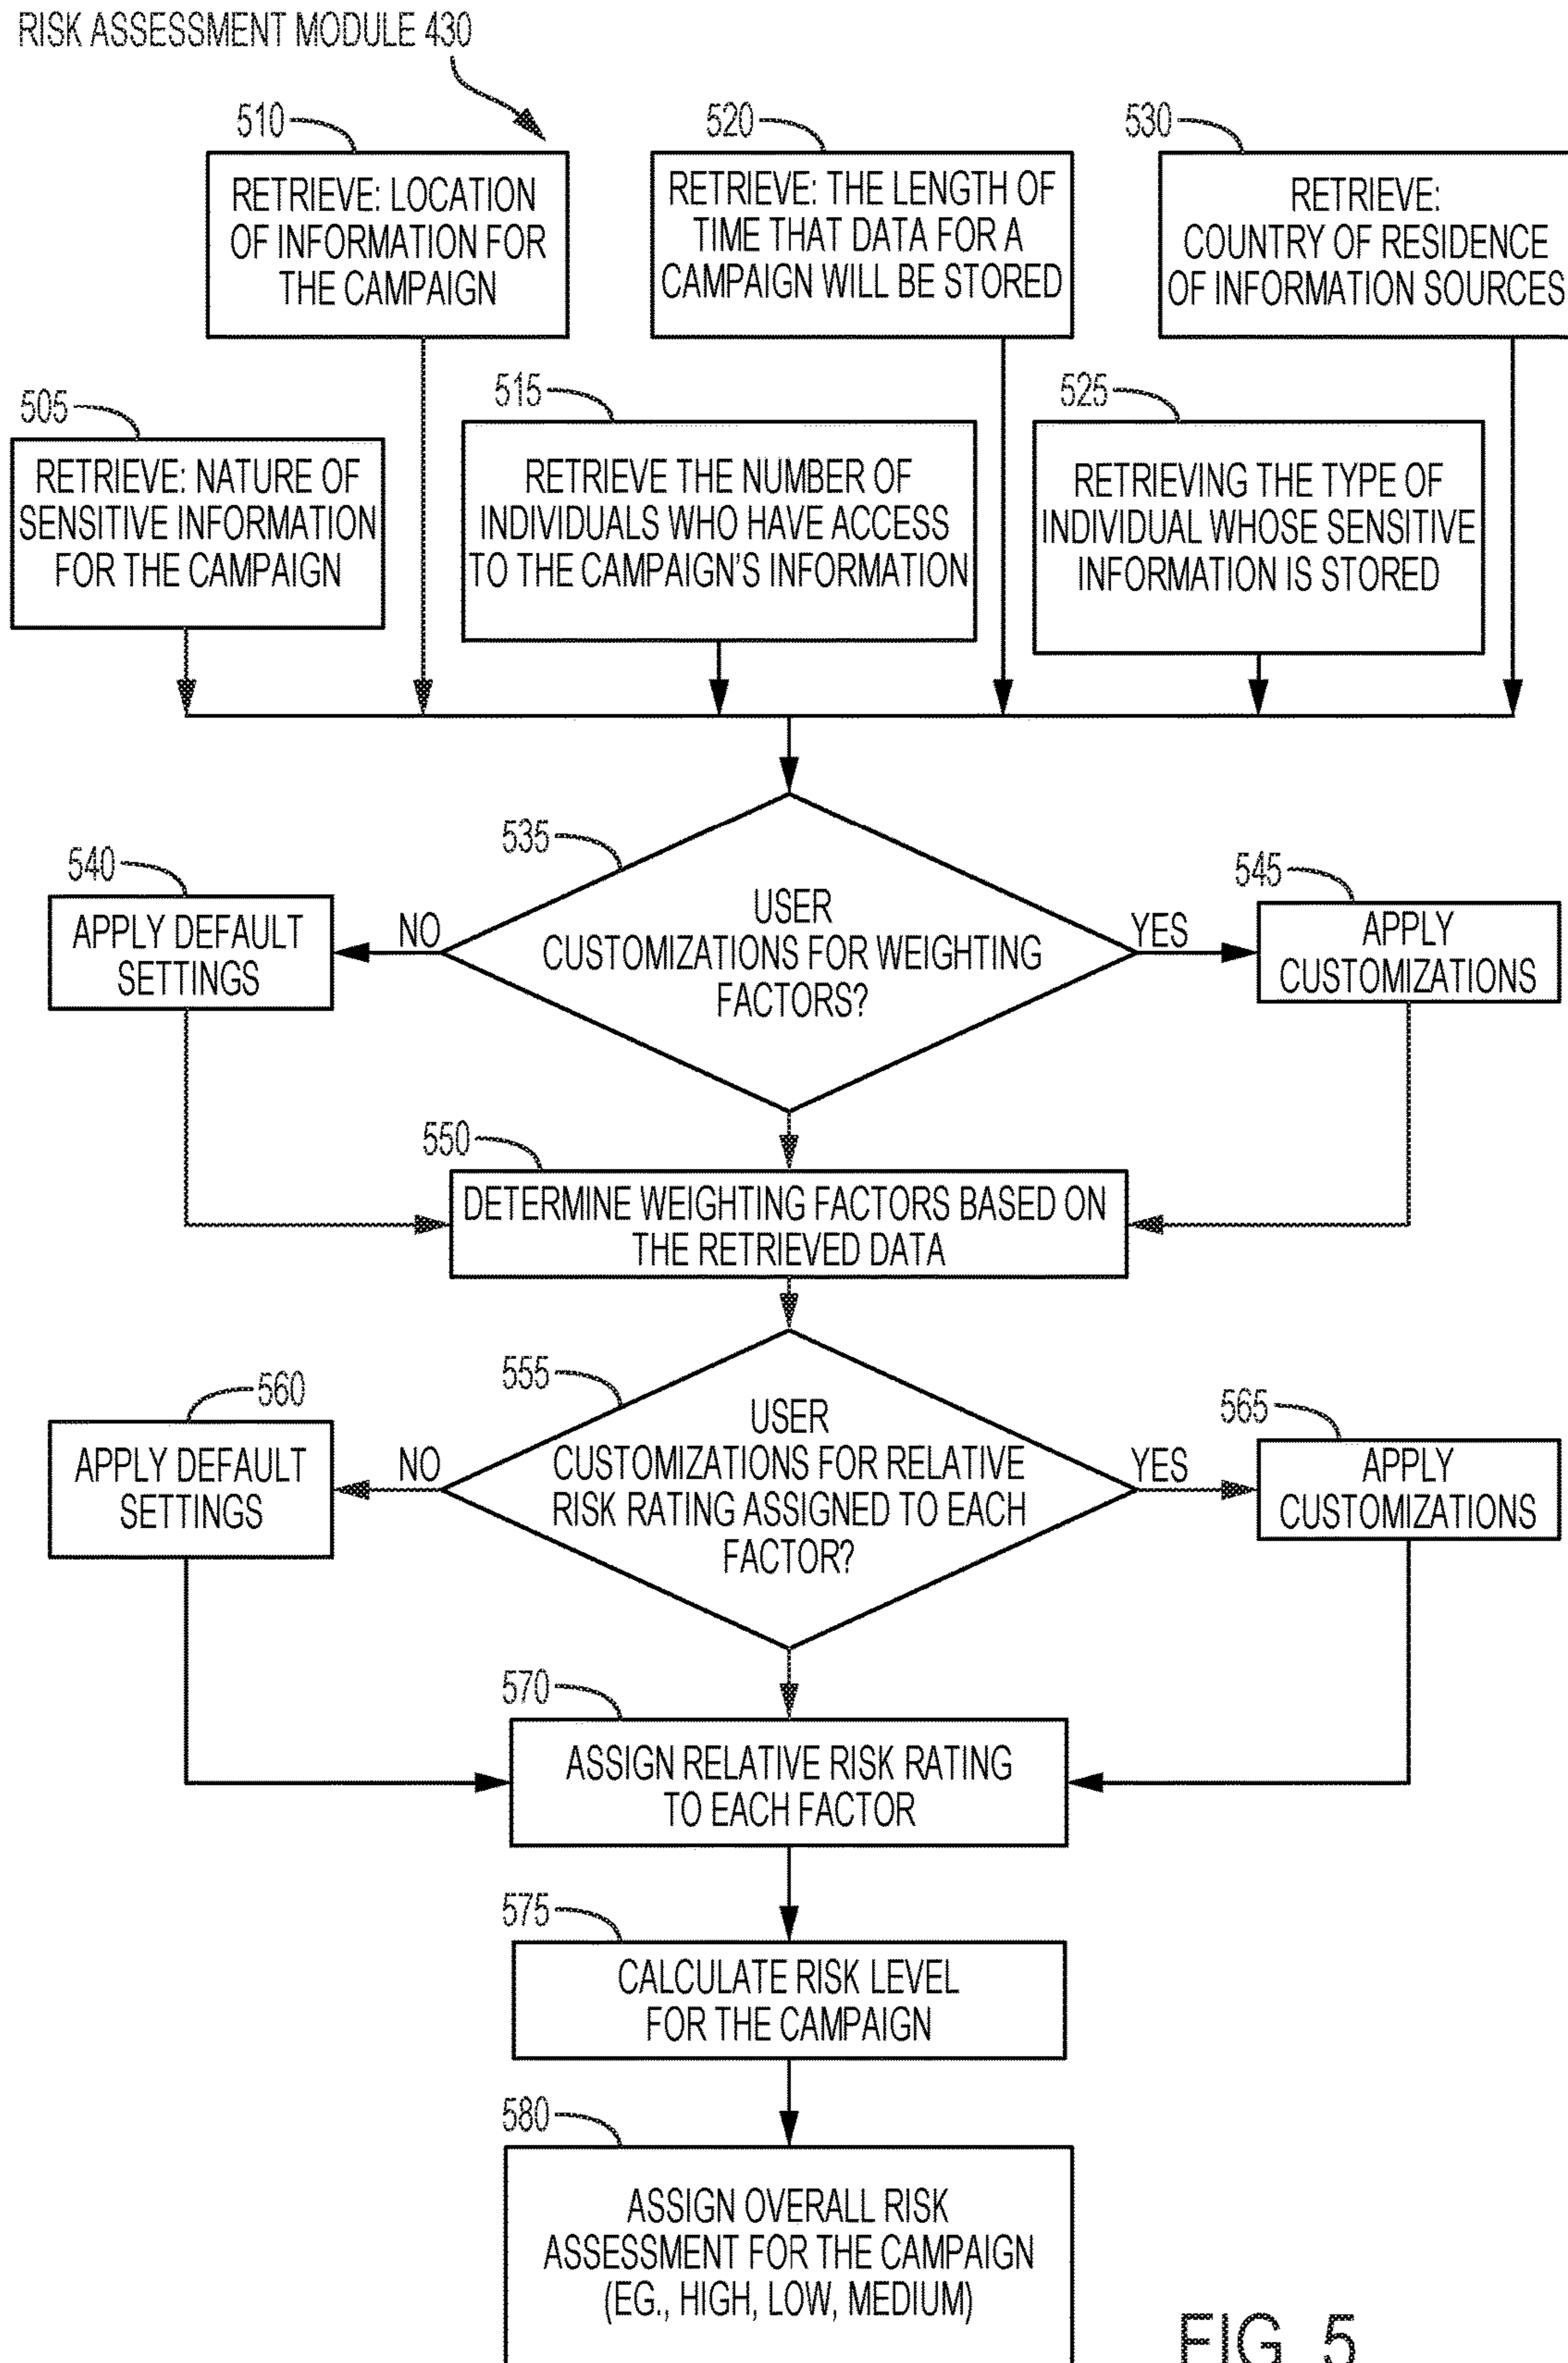 RISK ASSESSMENT MODULE 430
510
RETRIEVE: LOCATION
OF INFORMATION FOR
THE CAMPAIGN
520
RETRIEVE: THE LENGTH OF
TIME THAT DATA FOR A
CAMPAIGN WILL BE STORED
530
RETRIEVE:
COUNTRY OF RESIDENCE
OF INFORMATION SOURCES
505
RETRIEVE: NATURE OF
SENSITIVE INFORMATION
FOR THE CAMPAIGN
515
RETRIEVE THE NUMBER OF
INDIVIDUALS WHO HAVE ACCESS
TO THE CAMPAIGN'S INFORMATION
525
RETRIEVING THE TYPE OF
INDIVIDUAL WHOSE SENSITIVE
INFORMATION IS STORED
535
USER
CUSTOMIZATIONS FOR WEIGHTING
FACTORS?
540
NO
APPLY DEFAULT
SETTINGS
545
YES
APPLY
CUSTOMIZATIONS
550
DETERMINE WEIGHTING FACTORS BASED ON
THE RETRIEVED DATA
555
USER
CUSTOMIZATIONS FOR RELATIVE
RISK RATING ASSIGNED TO EACH
FACTOR?
560
NO
APPLY DEFAULT
SETTINGS
565
YES
APPLY
CUSTOMIZATIONS
570
ASSIGN RELATIVE RISK RATING
TO EACH FACTOR
575
CALCULATE RISK LEVEL
FOR THE CAMPAIGN
580
ASSIGN OVERALL RISK
ASSESSMENT FOR THE CAMPAIGN
(EG., HIGH, LOW, MEDIUM)
FIG. 5